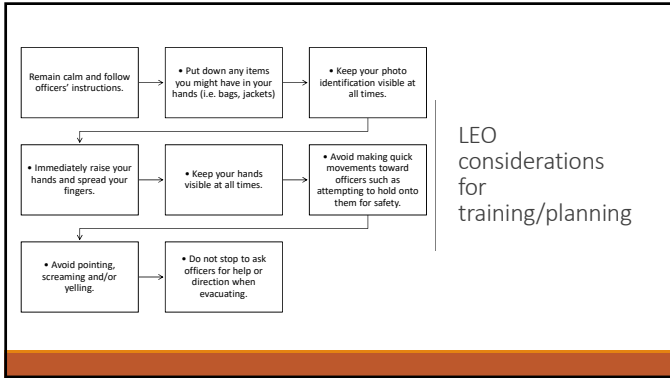 Remain calm and follow
officers' instructions.
• Put down any items
you might have in your
hands (i.e. bags, jackets)
• Keep your photo
identification visible at
all times.
• Immediately raise your
hands and spread your
fingers.
• Keep your hands
visible at all times.
• Avoid making quick
movements toward
officers such as
attempting to hold onto
them for safety.
• Avoid pointing,
screaming and/or
yelling.
• Do not stop to ask
officers for help or
direction when
evacuating.
LEO
considerations
for
training/planning